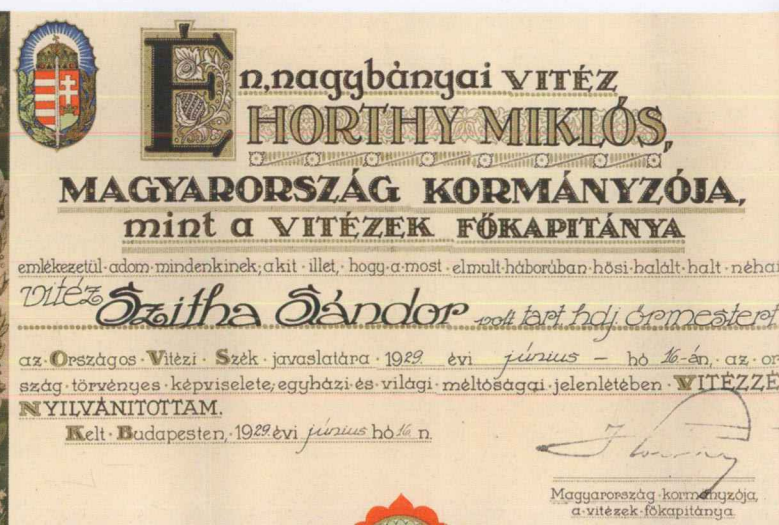 Én, nagybányai VITÉZ
HORTHY MIKLÓS,
MAGYARORSZÁG KORMÁNYZÓJA,
mint a VITÉZEK FŐKAPITÁNYA
emlékezetül·adom·mindenkinek, akit·illet,·hogy·a·most·elmult·háborúban·hősi·halált·halt·néhai
vitéz Szitha Sándor volt tart. hdj. őrmestert
az·Országos·Vitézi·Szék·javaslatára·1929.·évi június – hó 16-án,·az·or
szág·törvényes·képviselete, egyházi·és·világi·méltóságai·jelenlétében·VITÉZZÉ
NYILVÁNITOTTAM.
Kelt·Budapesten,·1929. évi június hó 16 n.
Horthy
Magyarország·kormányzója,
a·vitézek·főkapitánya